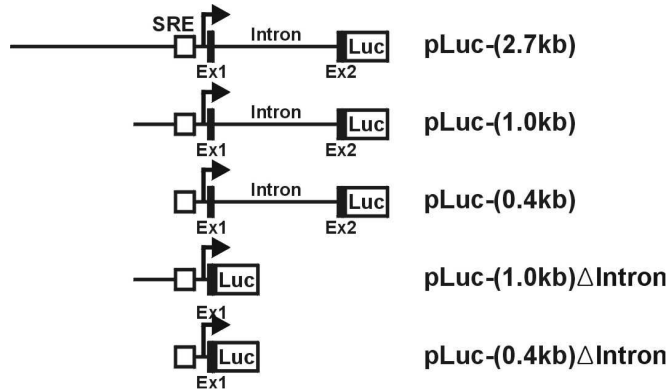 SRE
Intron
Luc
pLuc-(2.7kb)
Ex1
Ex2
Intron
Luc
pLuc-(1.0kb)
Ex1
Ex2
Intron
Luc
pLuc-(0.4kb)
Ex1
Ex2
Luc
pLuc-(1.0kb)ΔIntron
Ex1
Luc
pLuc-(0.4kb)ΔIntron
Ex1